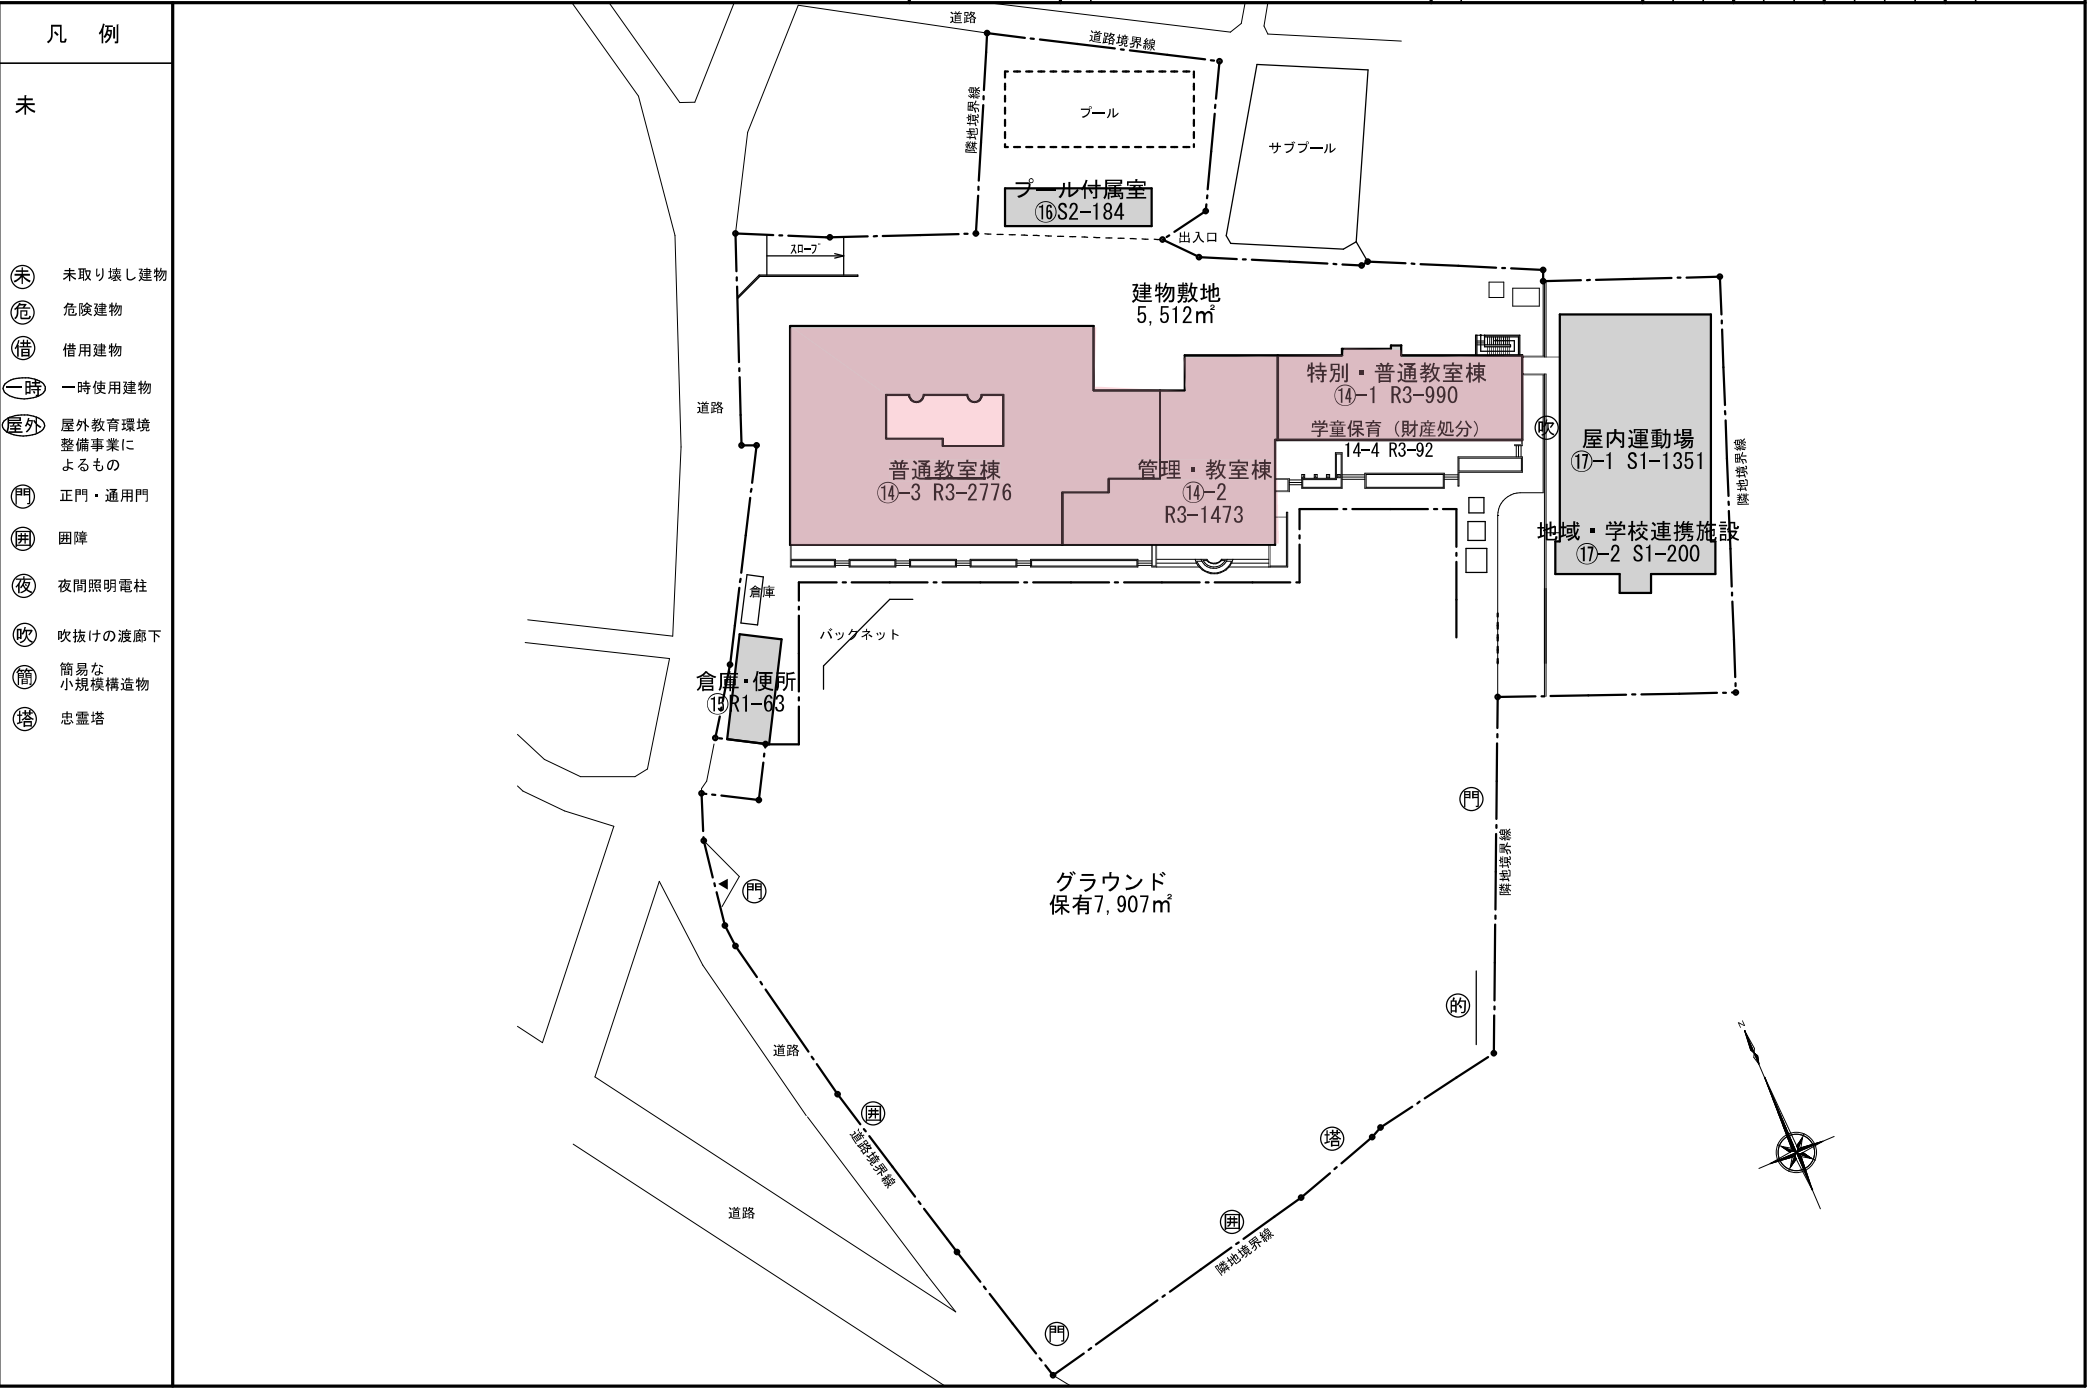 凡 例
未
未 未取り壊し建物
危 危険建物
借 借用建物
一時 一時使用建物
屋外 屋外教育環境
整備事業に
よるもの
門 正門・通用門
囲 囲障
夜 夜間照明電柱
吹 吹抜けの渡廊下
簡 簡易な
小規模構造物
塔 忠霊塔
道路
道路境界線
隣地境界線
プール
サブプール
プール付属室
⑯S2-184
出入口
スロープ
建物敷地
5,512㎡
道路
普通教室棟
⑭-3 R3-2776
管理・教室棟
⑭-2
R3-1473
特別・普通教室棟
⑭-1 R3-990
学童保育（財産処分）
14-4 R3-92
吹
屋内運動場
⑰-1 S1-1351
隣地境界線
地域・学校連携施設
⑰-2 S1-200
倉庫
バックネット
倉庫・便所
⑮R1-63
門
隣地境界線
門
グラウンド
保有7,907㎡
的
道路
囲
道路境界線
塔
道路
囲
隣地境界線
門
N